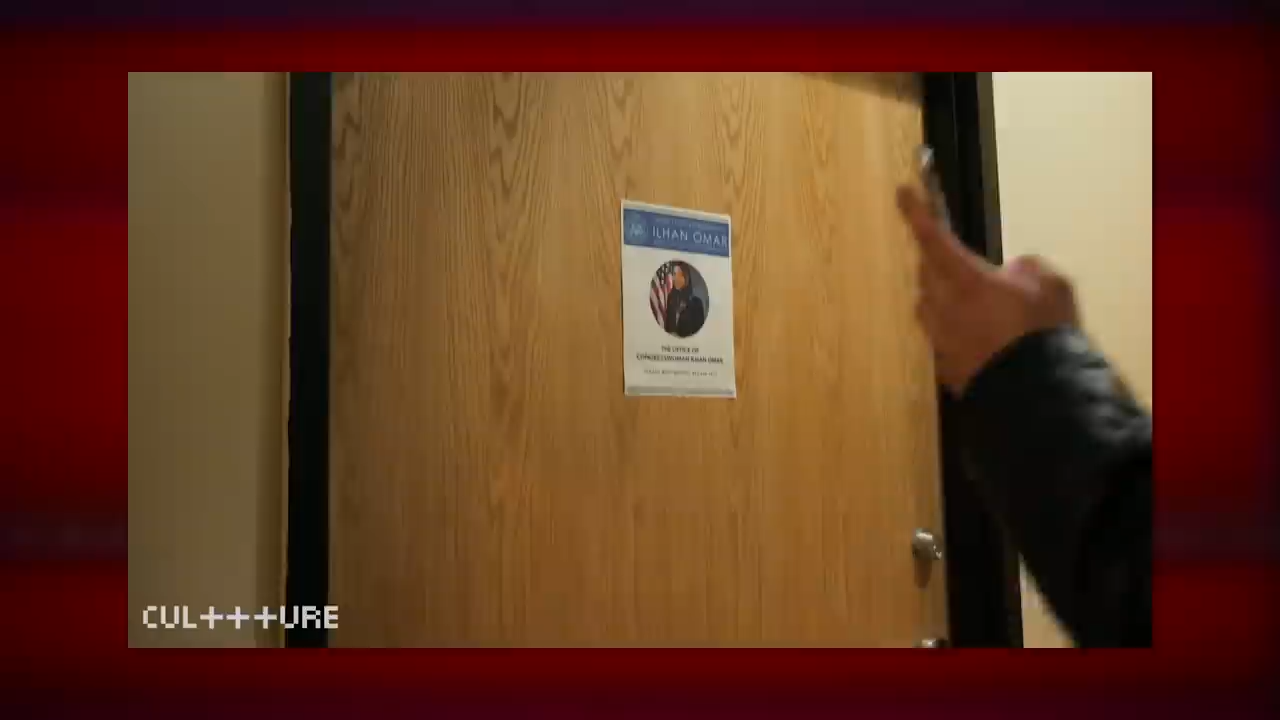 ILHAN OMAR
THE OFFICE OF
CONGRESSWOMAN ILHAN OMAR
CUL+++URE